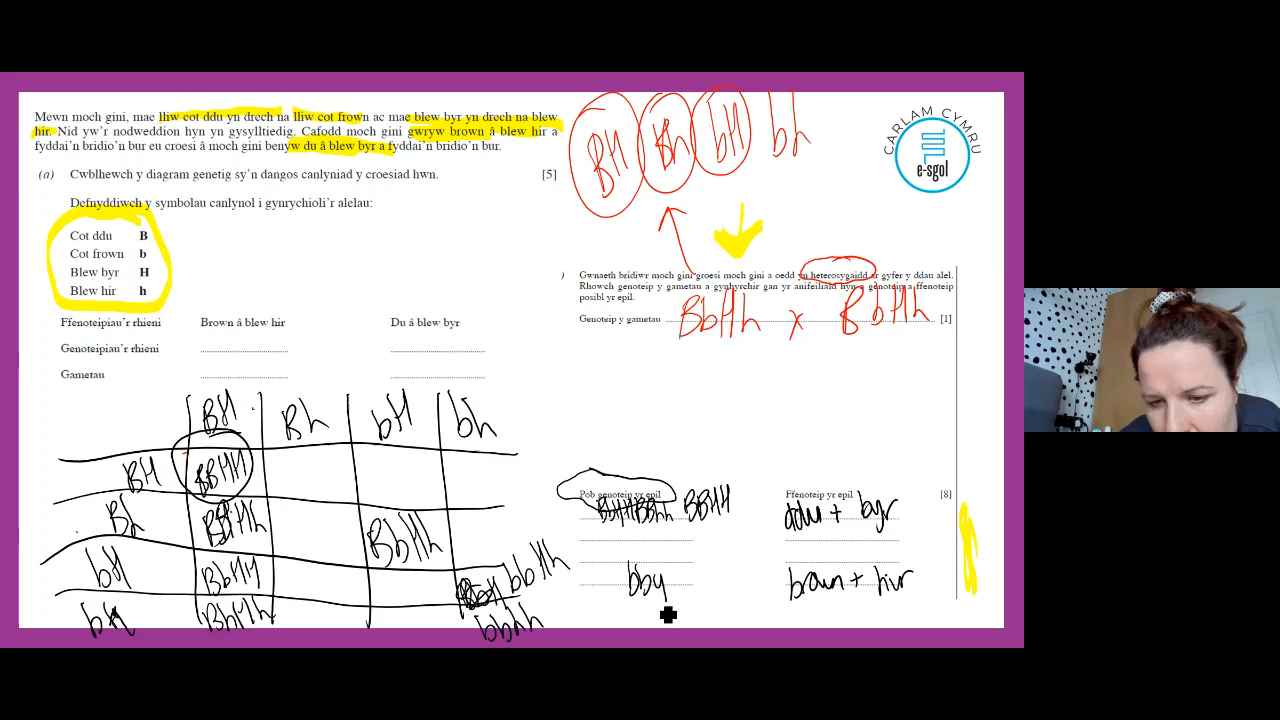 Mewn moch gini, mae lliw cot ddu yn drech na lliw cot frown ac mae blew byr yn drech na blew
hir. Nid yw'r nodweddion hyn yn gysylltiedig. Cafodd moch gini gwryw brown â blew hir a
fyddai'n bridio'n bur eu croesi â moch gini benyw du â blew byr a fyddai'n bridio'n bur.
(a) Cwblhewch y diagram genetig sy'n dangos canlyniad y croesiad hwn. [5]
Defnyddiwch y symbolau canlynol i gynrychioli'r alelau:
Cot ddu B
Cot frown b
Blew byr H
Blew hir h
Ffenoteipiau'r rhieni Brown â blew hir Du â blew byr
Genoteipiau'r rhieni
Gametau
BH Bh bH bh
BH BBHH
Bh BBHh BbHh
bH BbHH bbHh
BbHh bbhh
BH Bh bH bh
CARLAM CYMRU
e-sgol
) Gwnaeth bridiwr moch gini groesi moch gini a oedd yn heterosygaidd ar gyfer y ddau alel.
Rhowch genoteip y gametau a gynhyrchir gan yr anifeiliaid hyn a genoteip a ffenoteip
posibl yr epil.
Genoteip y gametau BbHh x BbHh [1]
Pob genoteip yr epil Ffenoteip yr epil [8]
BBHH ddu + byr
brown + hir